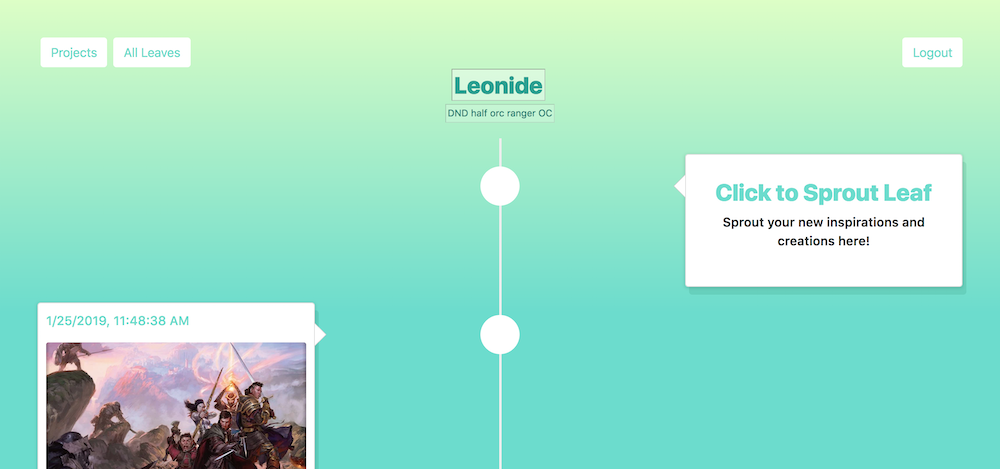 Projects
All Leaves
Logout
Leonide
DND half orc ranger OC
Click to Sprout Leaf
Sprout your new inspirations and
creations here!
1/25/2019, 11:48:38 AM